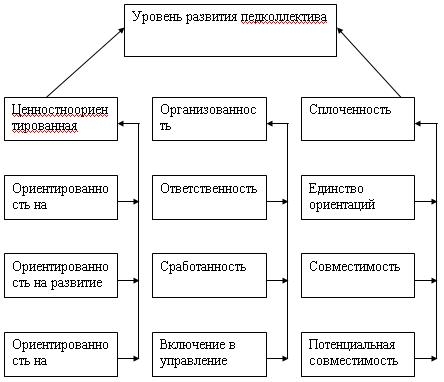 Уровень развития педколлектива
Ценностноориен
тированная
Организованнос
ть
Сплоченность
Ориентированно
сть на
Ответственность
Единство
ориентаций
Ориентированно
сть на развитие
Сработанность
Совместимость
Ориентированно
сть на
Включение в
управление
Потенциальная
совместимость